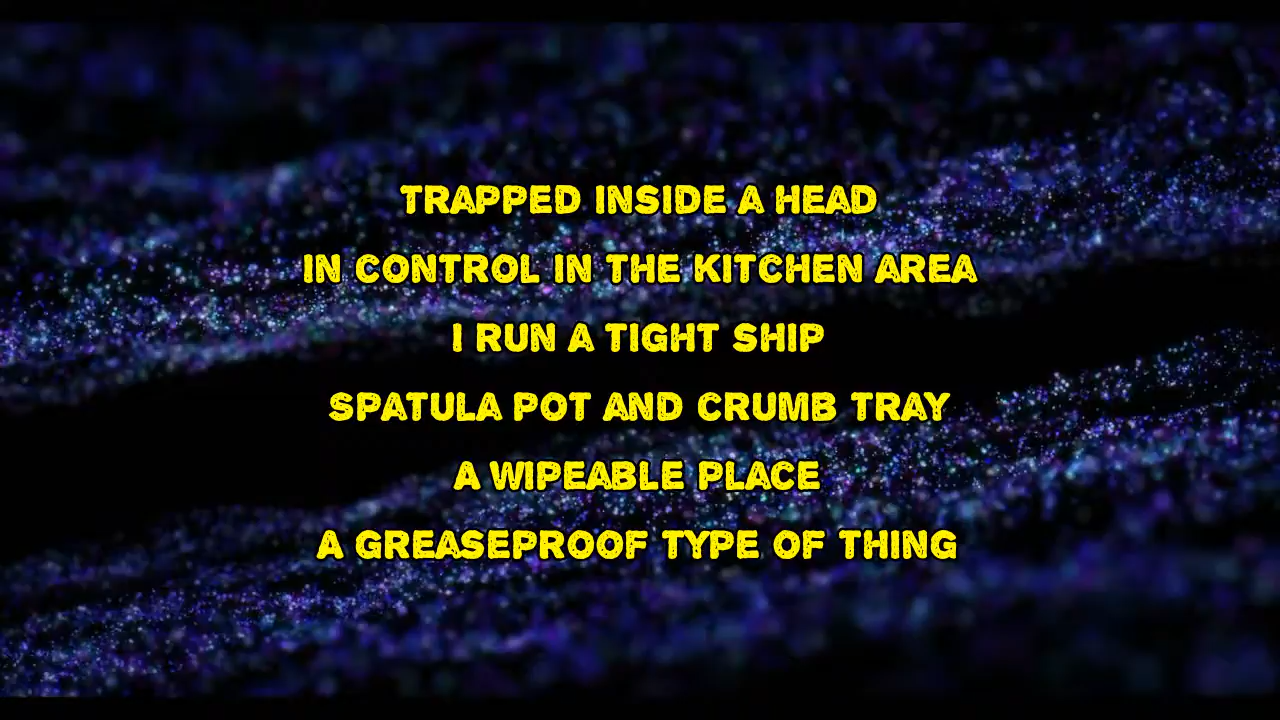 TRAPPED INSIDE A HEAD
IN CONTROL IN THE KITCHEN AREA
I RUN A TIGHT SHIP
SPATULA POT AND CRUMB TRAY
A WIPEABLE PLACE
A GREASEPROOF TYPE OF THING